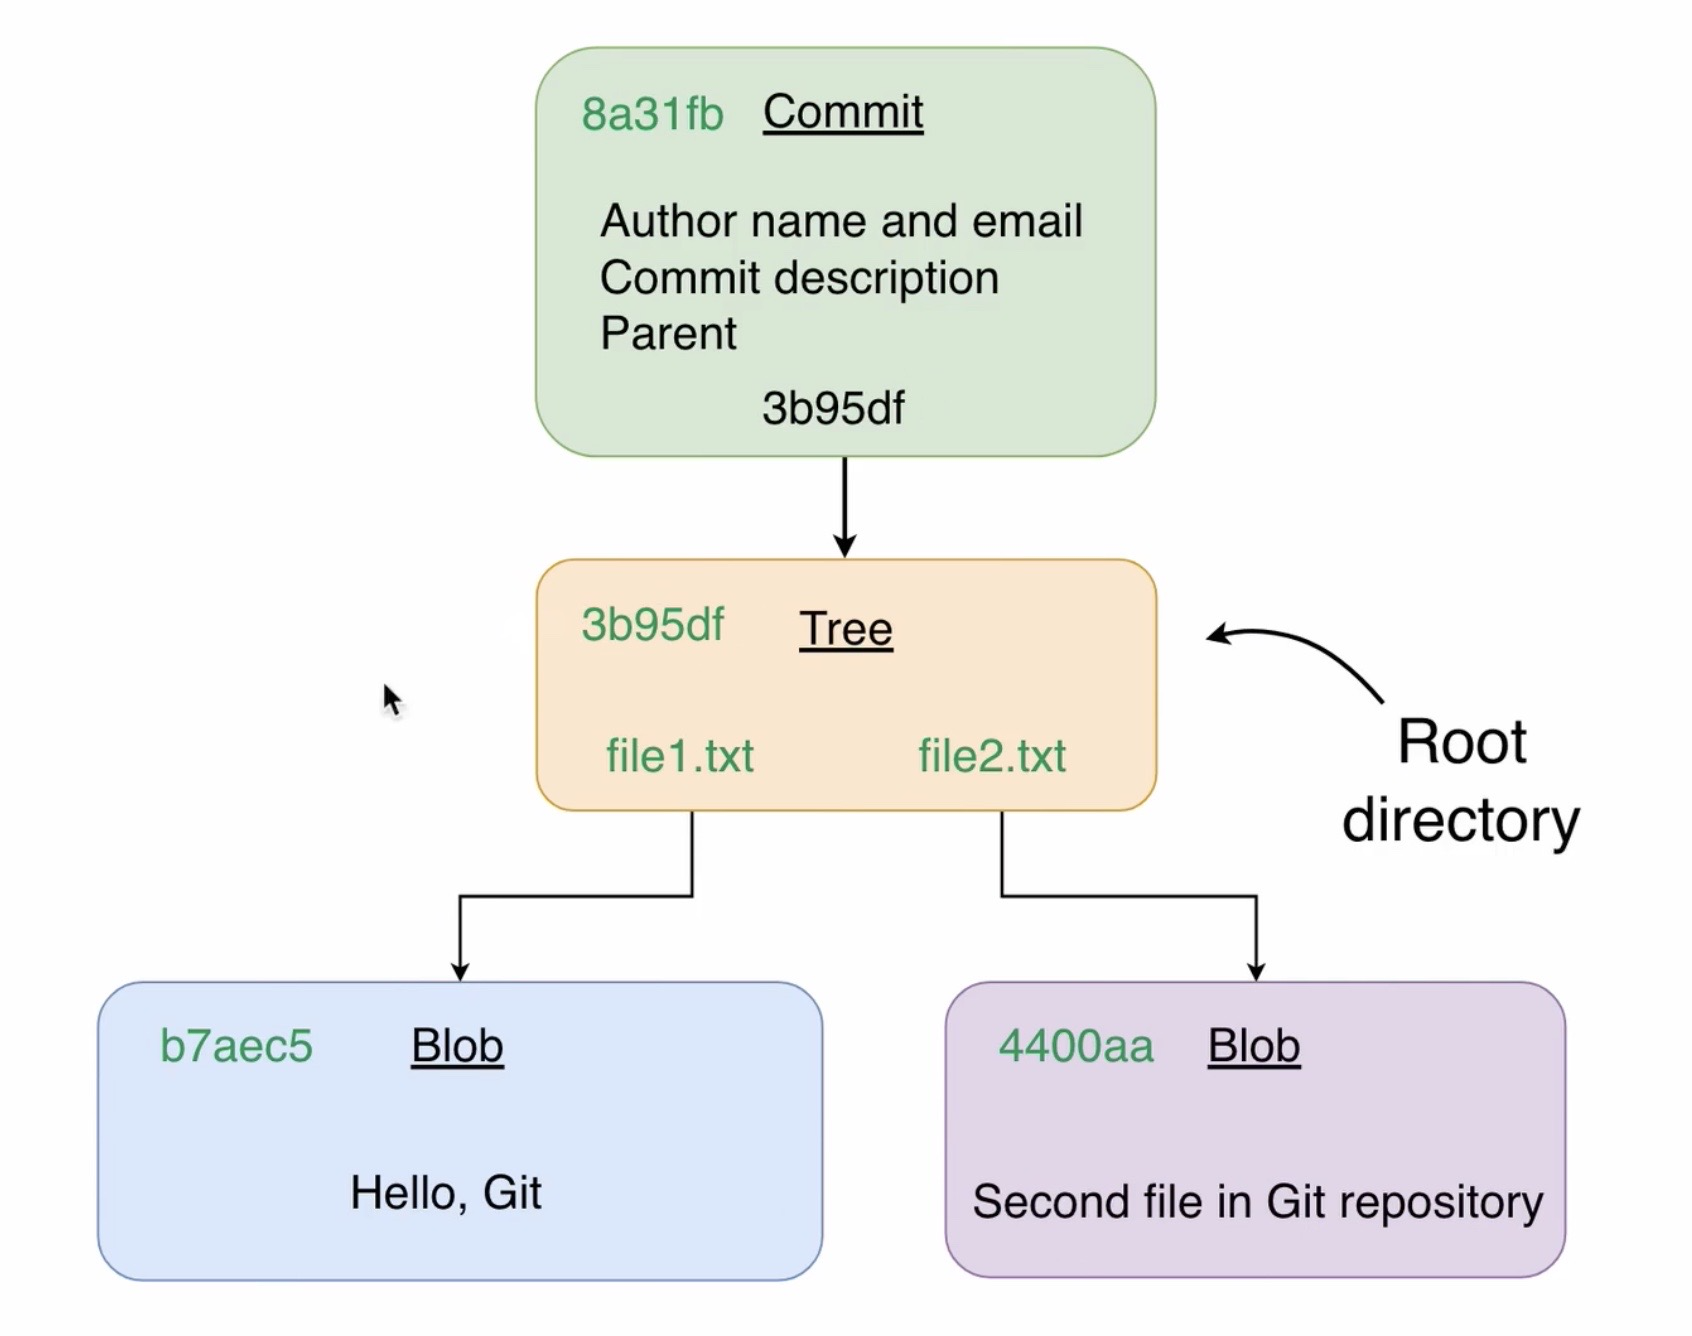 8a31fb Commit
Author name and email
Commit description
Parent
3b95df
3b95df Tree
file1.txt file2.txt
Root
directory
b7aec5 Blob
Hello, Git
4400aa Blob
Second file in Git repository